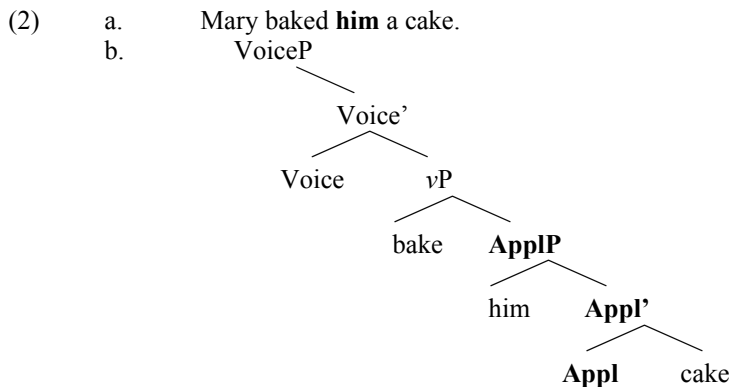 (2) a. Mary baked him a cake.
b. VoiceP
Voice’
Voice vP
bake ApplP
him Appl’
Appl cake